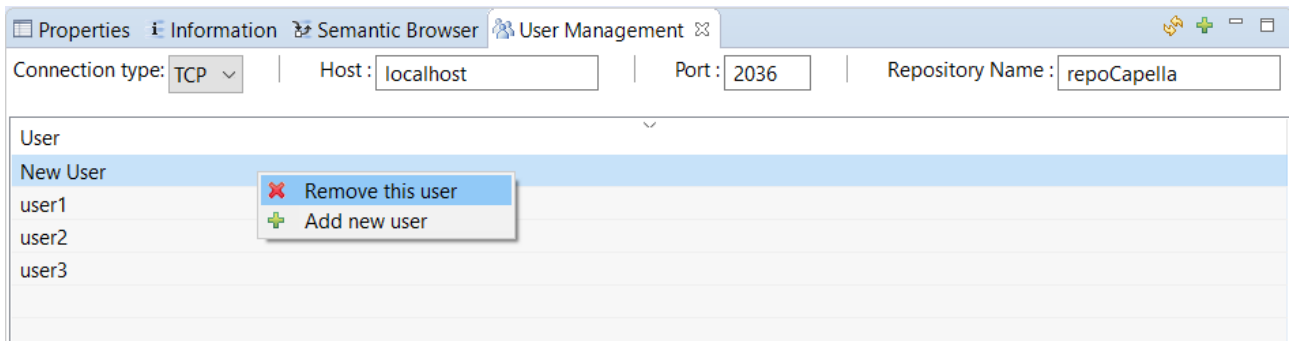 Properties Information Semantic Browser User Management
Connection type: TCP Host : localhost Port : 2036 Repository Name : repoCapella
User
New User
Remove this user
user1
Add new user
user2
user3